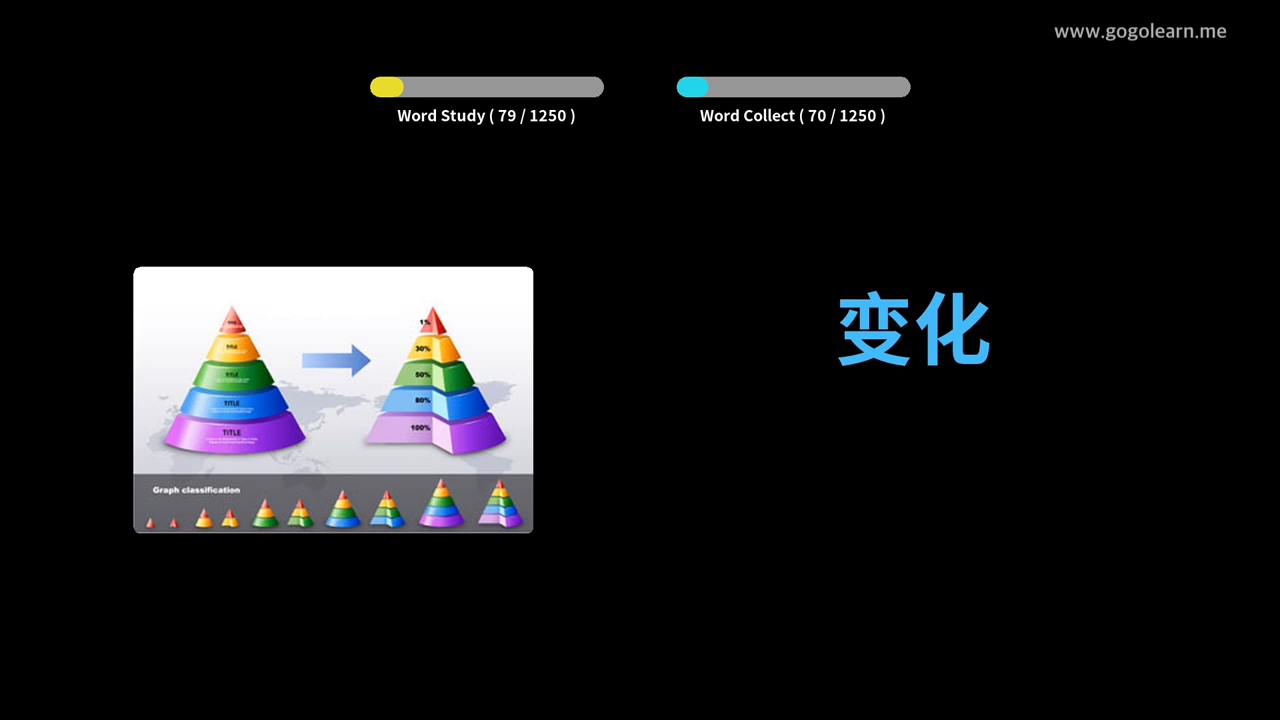 www.gogolearn.me
Word Study ( 79 / 1250 )
Word Collect ( 70 / 1250 )
变化
TITLE
TITLE
TITLE
TITLE
1%
30%
50%
80%
100%
Graph classification